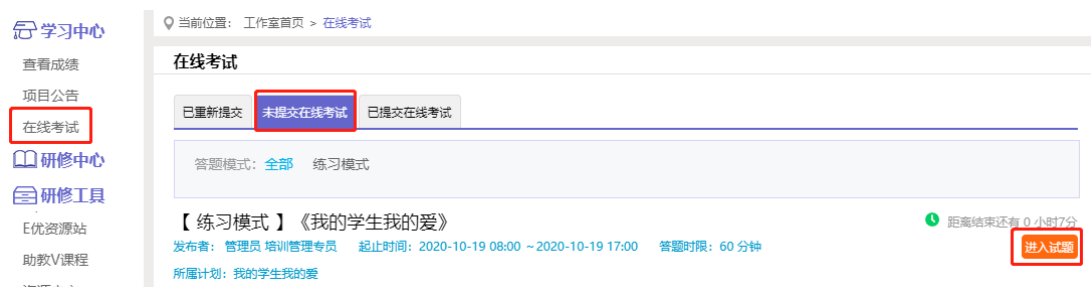 当前位置： 工作室首页 > 在线考试
学习中心
查看成绩
项目公告
在线考试
研修中心
研修工具
E优资源站
助教V课程
在线考试
已重新提交 未提交在线考试 已提交在线考试
答题模式： 全部 练习模式
【 练习模式 】《我的学生我的爱》
距离结束还有 0 小时7分
发布者： 管理员 培训管理专员 起止时间：2020-10-19 08:00 ~2020-10-19 17:00 答题时限：60 分钟
进入试题
所属计划：我的学生我的爱